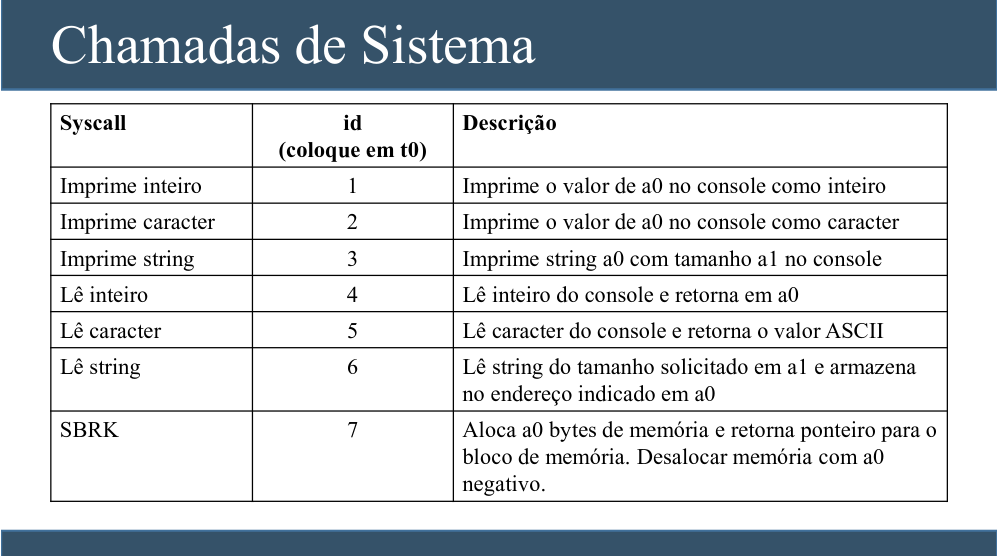 Chamadas de Sistema
Syscall
id
(coloque em t0)
Descrição
Imprime inteiro
1
Imprime o valor de a0 no console como inteiro
Imprime caracter
2
Imprime o valor de a0 no console como caracter
Imprime string
3
Imprime string a0 com tamanho a1 no console
Lê inteiro
4
Lê inteiro do console e retorna em a0
Lê caracter
5
Lê caracter do console e retorna o valor ASCII
Lê string
6
Lê string do tamanho solicitado em a1 e armazena
no endereço indicado em a0
SBRK
7
Aloca a0 bytes de memória e retorna ponteiro para o
bloco de memória. Desalocar memória com a0
negativo.